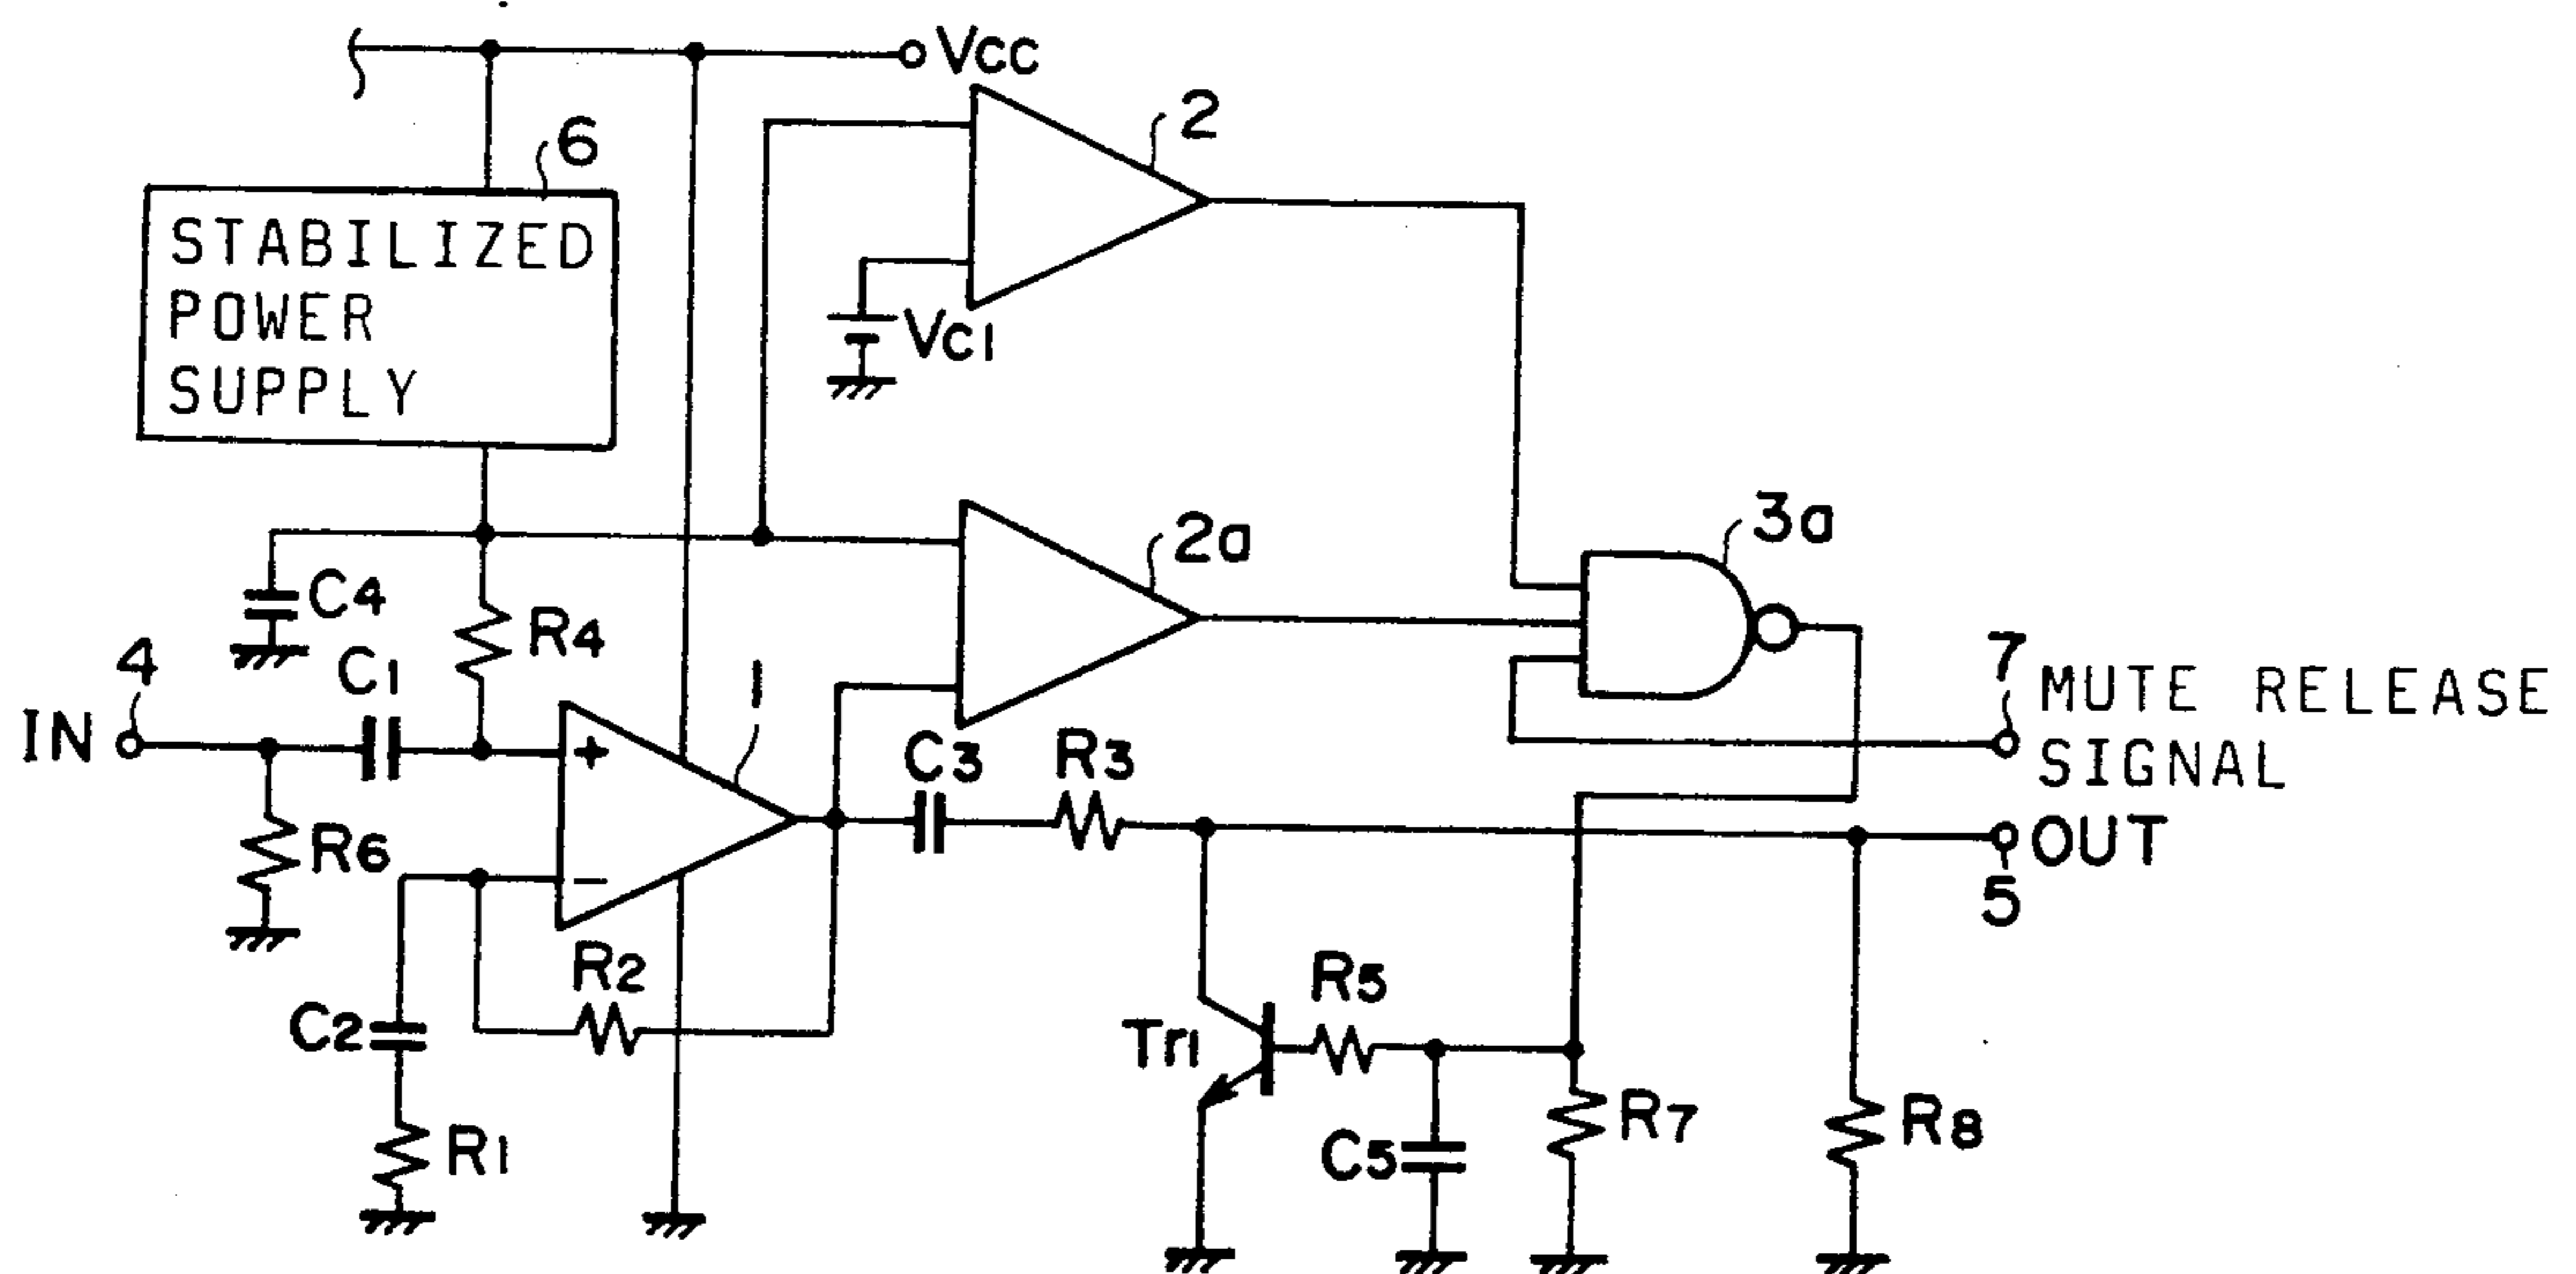 Vcc
2
6
STABILIZED
POWER
SUPPLY
Vc1
3a
2a
C4
R4
4
C1
1
7
MUTE RELEASE
SIGNAL
IN
+
C3
R3
R6
OUT
−
5
R2
R5
C2
Tr1
R1
C5
R7
R8